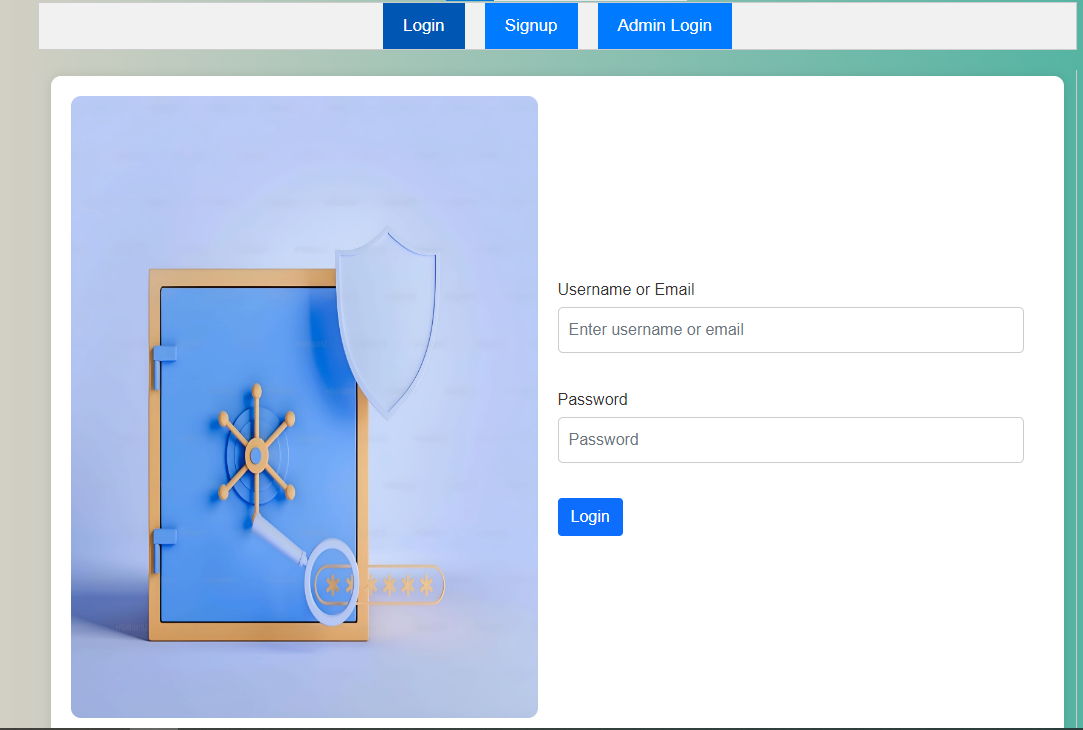 Login
Signup
Admin Login
Username or Email
Enter username or email
Password
Password
Login
******